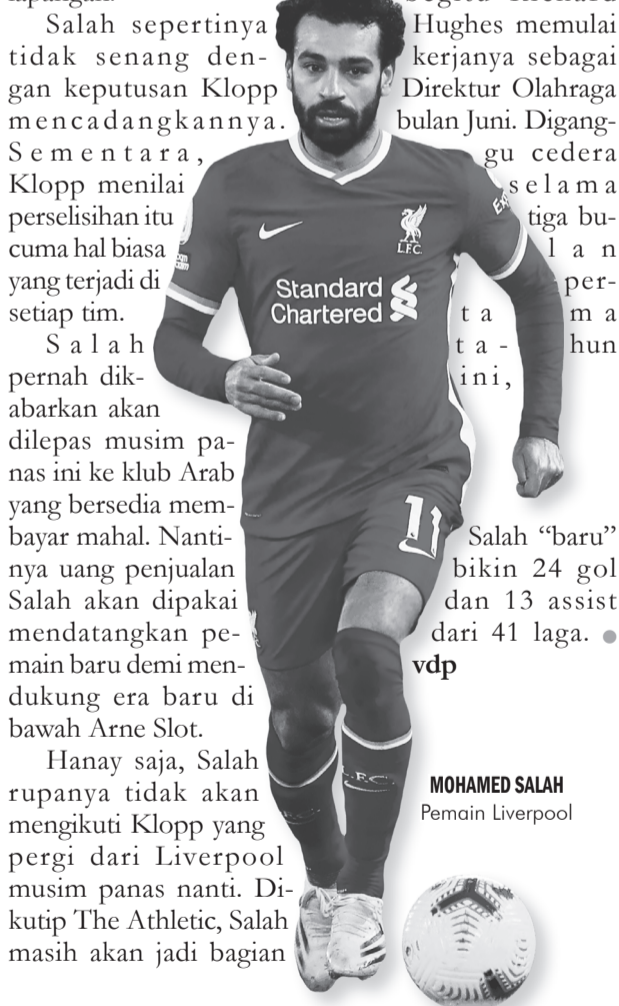 Salah sepertinya
tidak senang den-
gan keputusan Klopp
mencadangkannya.
Sementara,
Klopp menilai
perselisihan itu
cuma hal biasa
yang terjadi di
setiap tim.
Salah
pernah dik-
abarkan akan
dilepas musim pa-
nas ini ke klub Arab
yang bersedia mem-
bayar mahal. Nanti-
nya uang penjualan
Salah akan dipakai
mendatangkan pe-
main baru demi men-
dukung era baru di
bawah Arne Slot.
Hanay saja, Salah
rupanya tidak akan
mengikuti Klopp yang
pergi dari Liverpool
musim panas nanti. Di-
kutip The Athletic, Salah
masih akan jadi bagian
Hughes memulai
kerjanya sebagai
Direktur Olahraga
bulan Juni. Digang-
gu cedera
selama
tiga bu-
lan
per-
ta ma
ta- hun
ini,
Salah “baru”
bikin 24 gol
dan 13 assist
dari 41 laga. ●
vdp
L.F.C.
Standard
Chartered
11
L.F.C.
MOHAMED SALAH
Pemain Liverpool